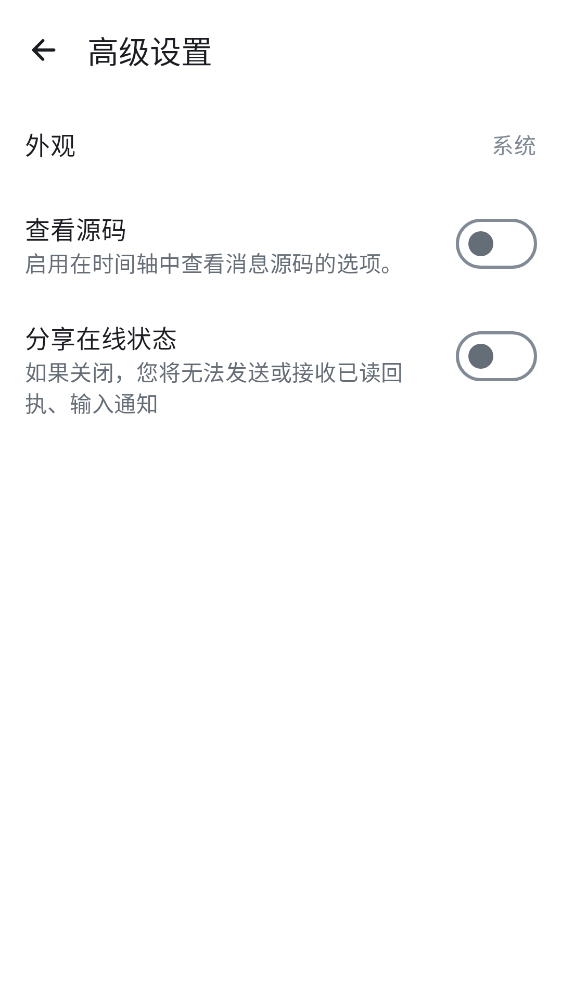 高级设置
外观
系统
查看源码
启用在时间轴中查看消息源码的选项。
分享在线状态
如果关闭，您将无法发送或接收已读回
执、输入通知